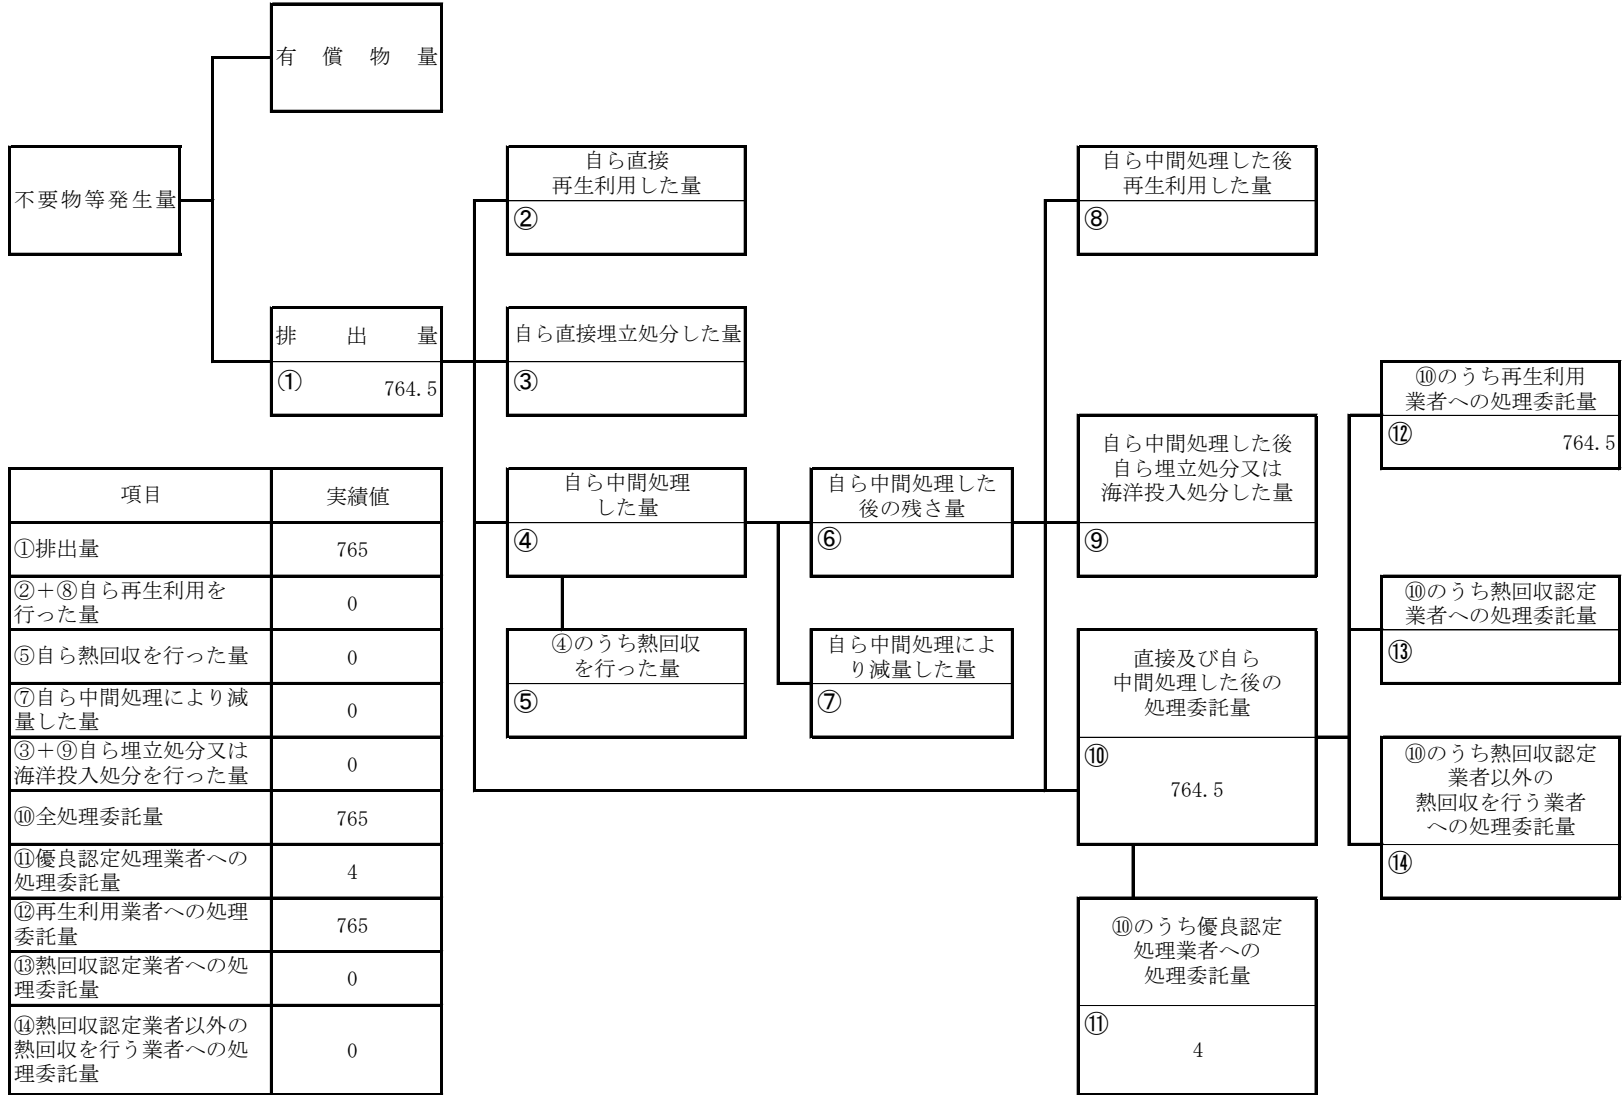 有償物量
不要物等発生量
排出量
①
764.5
自ら直接
再生利用した量
②
自ら直接埋立処分した量
③
自ら中間処理
した量
④
④のうち熱回収
を行った量
⑤
自ら中間処理した
後の残さ量
⑥
自ら中間処理によ
り減量した量
⑦
自ら中間処理した後
再生利用した量
⑧
自ら中間処理した後
自ら埋立処分又は
海洋投入処分した量
⑨
直接及び自ら
中間処理した後の
処理委託量
⑩
764.5
⑩のうち優良認定
処理業者への
処理委託量
⑪
4
⑩のうち再生利用
業者への処理委託量
⑫
764.5
⑩のうち熱回収認定
業者への処理委託量
⑬
⑩のうち熱回収認定
業者以外の
熱回収を行う業者
への処理委託量
⑭
項目 実績値
①排出量 765
②+⑧自ら再生利用を
行った量 0
⑤自ら熱回収を行った量 0
⑦自ら中間処理により減
量した量 0
③+⑨自ら埋立処分又は
海洋投入処分を行った量 0
⑩全処理委託量 765
⑪優良認定処理業者への
処理委託量 4
⑫再生利用業者への処理
委託量 765
⑬熱回収認定業者への処
理委託量 0
⑭熱回収認定業者以外の
熱回収を行う業者への処
理委託量 0